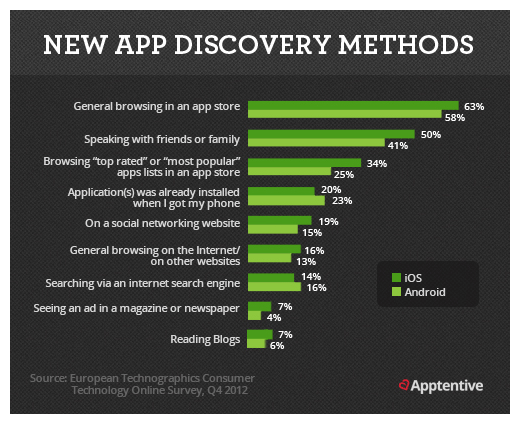 NEW APP DISCOVERY METHODS
General browsing in an app store
63%
58%
Speaking with friends or family
50%
41%
Browsing “top rated” or “most popular”
apps lists in an app store
34%
25%
Application(s) was already installed
when I got my phone
20%
23%
On a social networking website
19%
15%
General browsing on the Internet/
on other websites
16%
13%
Searching via an internet search engine
14%
16%
Seeing an ad in a magazine or newspaper
7%
4%
Reading Blogs
7%
6%
iOS
Android
Source: European Technographics Consumer
Technology Online Survey, Q4 2012
Apptentive